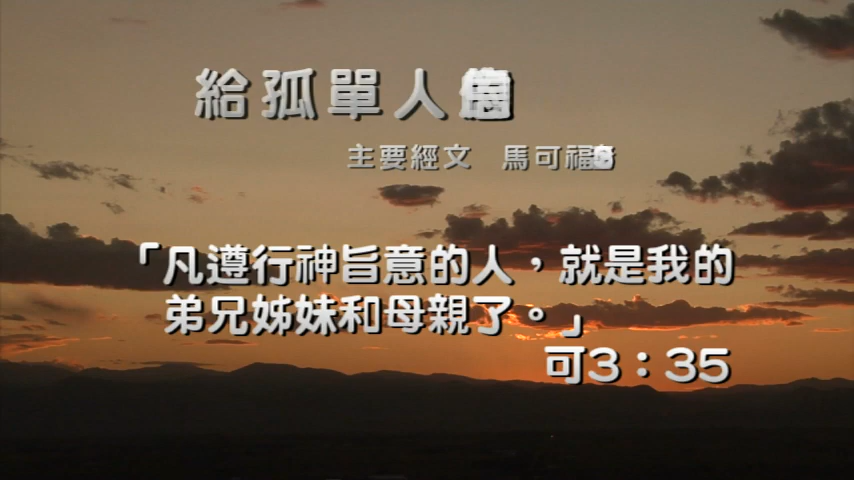 給孤單人
主要經文 馬可福
「凡遵行神旨意的人，就是我的
弟兄姊妹和母親了。」
可3：35